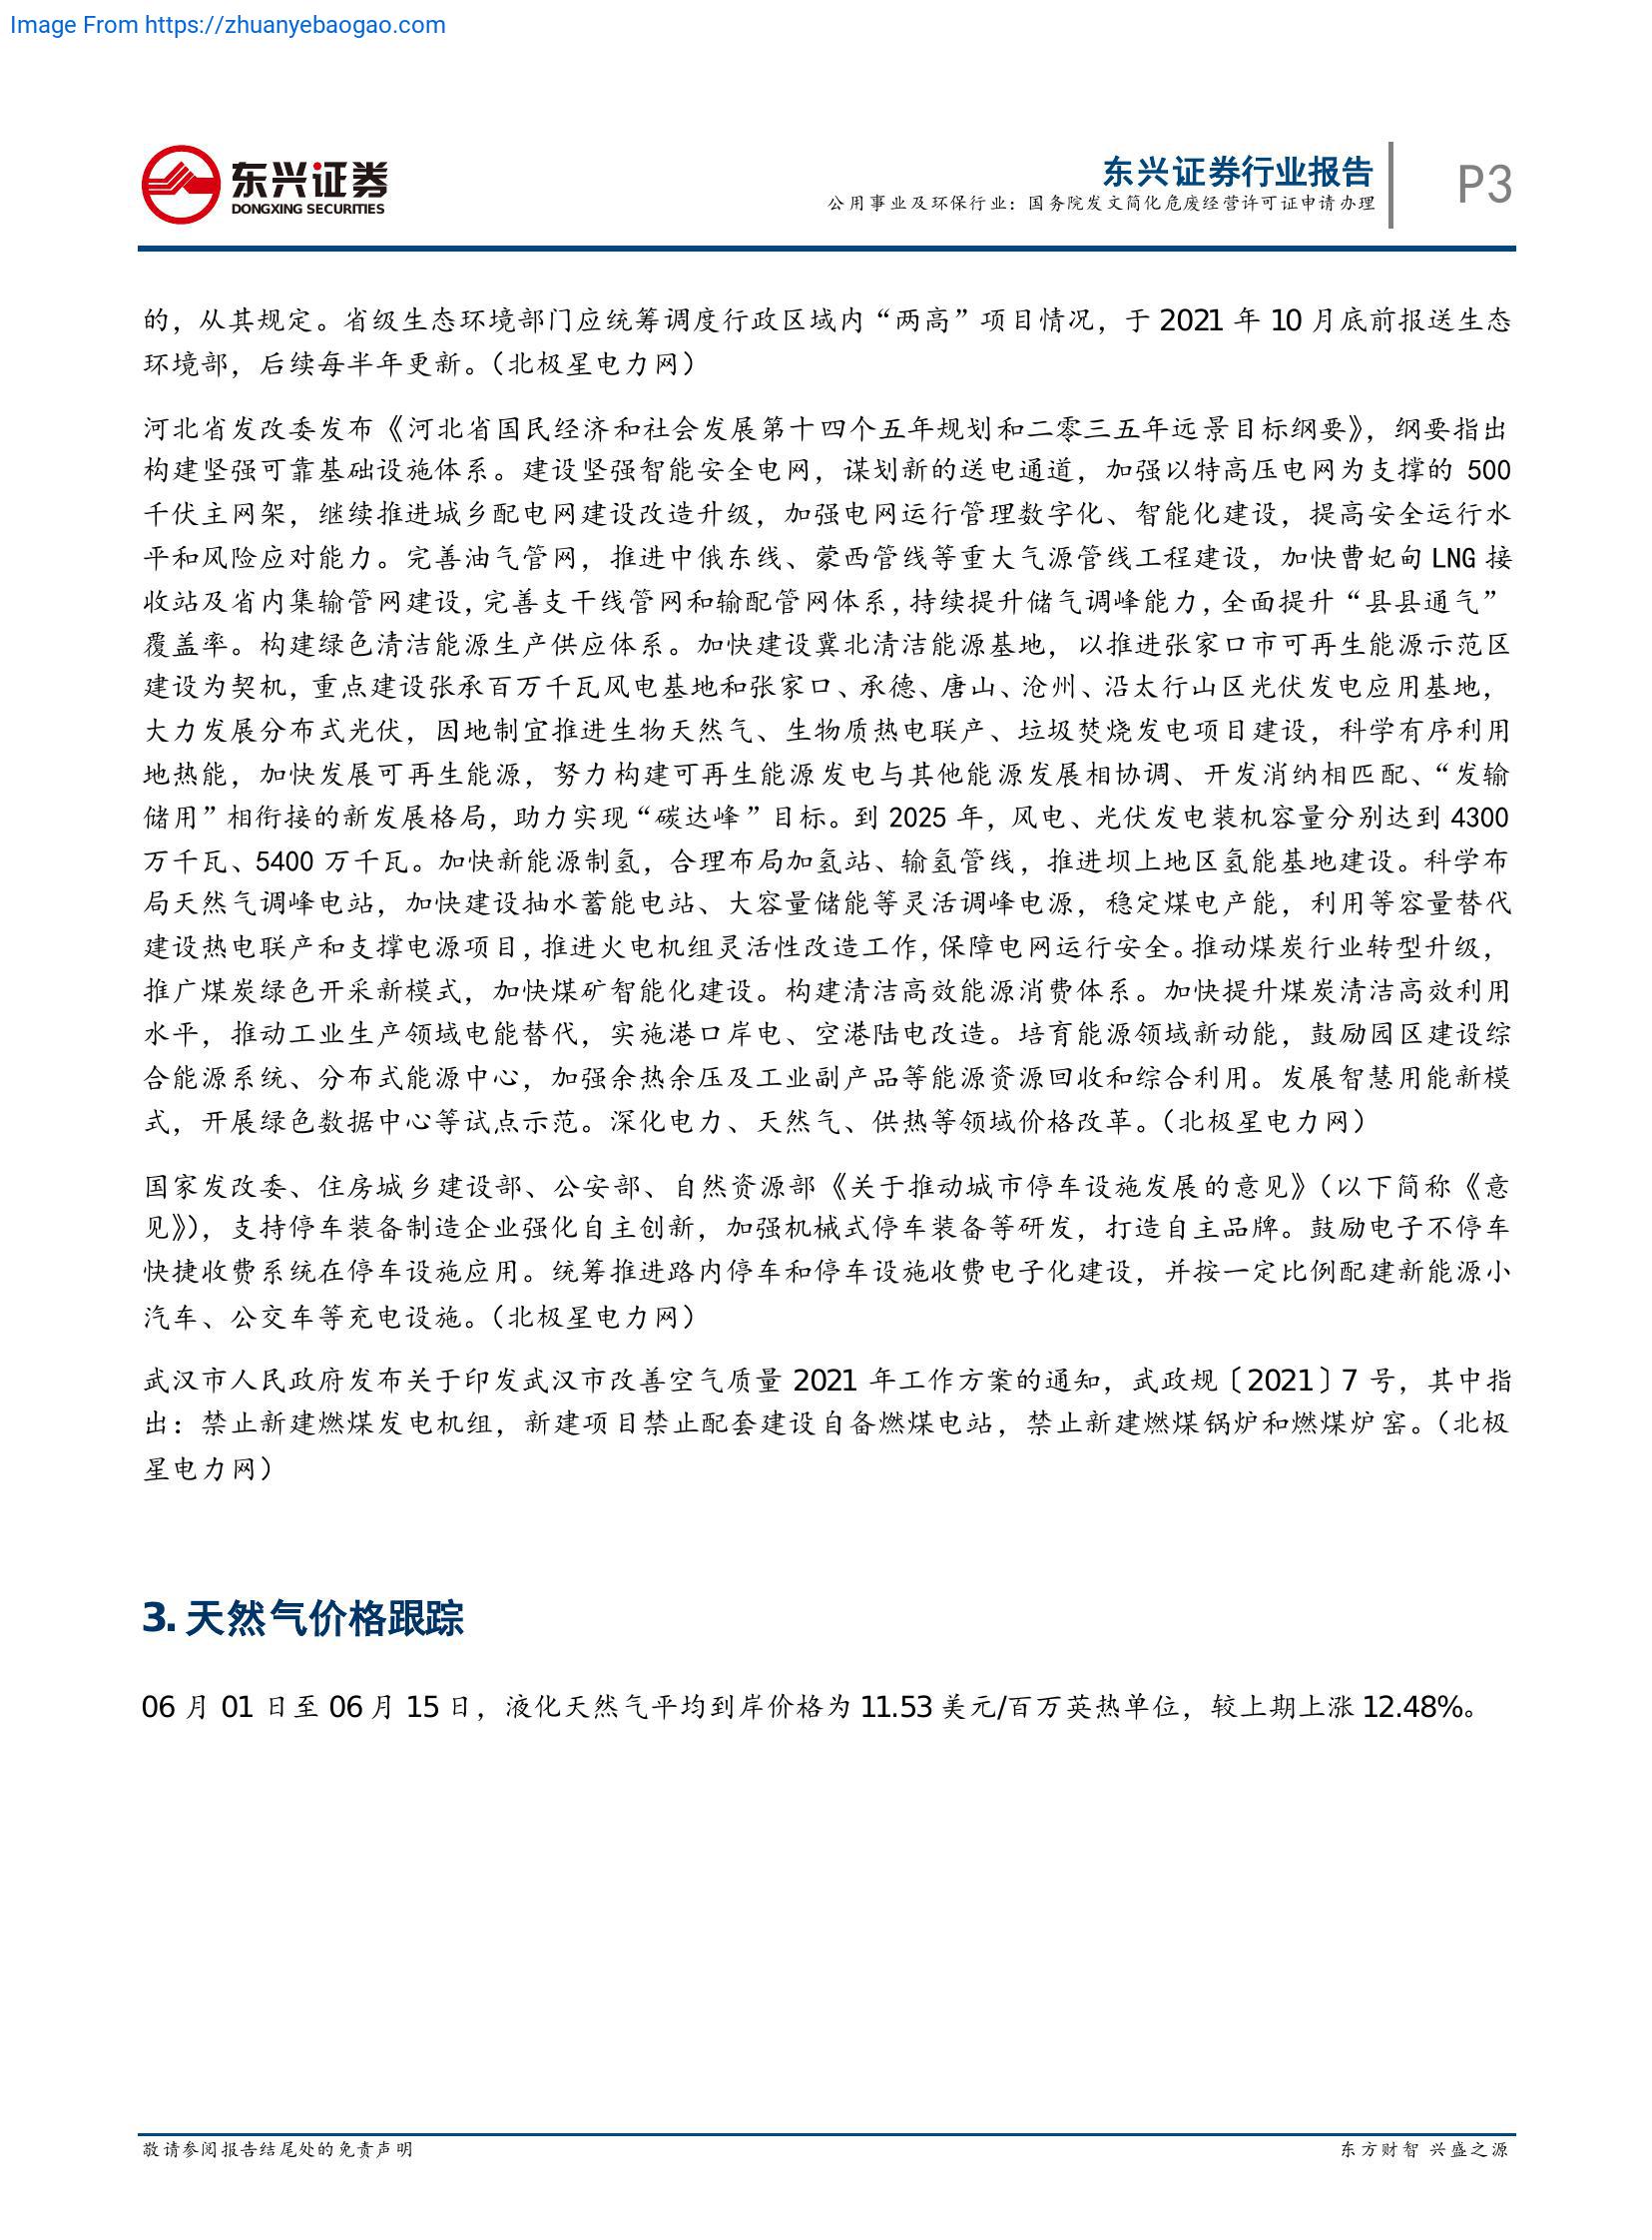 Image From https://zhuanyebaogao.com
东兴证券
DONGXING SECURITIES
东兴证券行业报告
公用事业及环保行业：国务院发文简化危废经营许可证申请办理
P3
的，从其规定。省级生态环境部门应统筹调度行政区域内“两高”项目情况，于 2021 年 10 月底前报送生态
环境部，后续每半年更新。（北极星电力网）
河北省发改委发布《河北省国民经济和社会发展第十四个五年规划和二零三五年远景目标纲要》，纲要指出
构建坚强可靠基础设施体系。建设坚强智能安全电网，谋划新的送电通道，加强以特高压电网为支撑的 500
千伏主网架，继续推进城乡配电网建设改造升级，加强电网运行管理数字化、智能化建设，提高安全运行水
平和风险应对能力。完善油气管网，推进中俄东线、蒙西管线等重大气源管线工程建设，加快曹妃甸 LNG 接
收站及省内集输管网建设，完善支干线管网和输配管网体系，持续提升储气调峰能力，全面提升“县县通气”
覆盖率。构建绿色清洁能源生产供应体系。加快建设冀北清洁能源基地，以推进张家口市可再生能源示范区
建设为契机，重点建设张承百万千瓦风电基地和张家口、承德、唐山、沧州、沿太行山区光伏发电应用基地，
大力发展分布式光伏，因地制宜推进生物天然气、生物质热电联产、垃圾焚烧发电项目建设，科学有序利用
地热能，加快发展可再生能源，努力构建可再生能源发电与其他能源发展相协调、开发消纳相匹配、“发输
储用”相衔接的新发展格局，助力实现“碳达峰”目标。到 2025 年，风电、光伏发电装机容量分别达到 4300
万千瓦、5400 万千瓦。加快新能源制氢，合理布局加氢站、输氢管线，推进坝上地区氢能基地建设。科学布
局天然气调峰电站，加快建设抽水蓄能电站、大容量储能等灵活调峰电源，稳定煤电产能，利用等容量替代
建设热电联产和支撑电源项目，推进火电机组灵活性改造工作，保障电网运行安全。推动煤炭行业转型升级，
推广煤炭绿色开采新模式，加快煤矿智能化建设。构建清洁高效能源消费体系。加快提升煤炭清洁高效利用
水平，推动工业生产领域电能替代，实施港口岸电、空港陆电改造。培育能源领域新动能，鼓励园区建设综
合能源系统、分布式能源中心，加强余热余压及工业副产品等能源资源回收和综合利用。发展智慧用能新模
式，开展绿色数据中心等试点示范。深化电力、天然气、供热等领域价格改革。（北极星电力网）
国家发改委、住房城乡建设部、公安部、自然资源部《关于推动城市停车设施发展的意见》（以下简称《意
见》），支持停车装备制造企业强化自主创新，加强机械式停车装备等研发，打造自主品牌。鼓励电子不停车
快捷收费系统在停车设施应用。统筹推进路内停车和停车设施收费电子化建设，并按一定比例配建新能源小
汽车、公交车等充电设施。（北极星电力网）
武汉市人民政府发布关于印发武汉市改善空气质量 2021 年工作方案的通知，武政规〔2021〕7 号，其中指
出：禁止新建燃煤发电机组，新建项目禁止配套建设自备燃煤电站，禁止新建燃煤锅炉和燃煤炉窑。（北极
星电力网）
3. 天然气价格跟踪
06 月 01 日至 06 月 15 日，液化天然气平均到岸价格为 11.53 美元/百万英热单位，较上期上涨 12.48%。
敬请参阅报告结尾处的免责声明
东方财智 兴盛之源